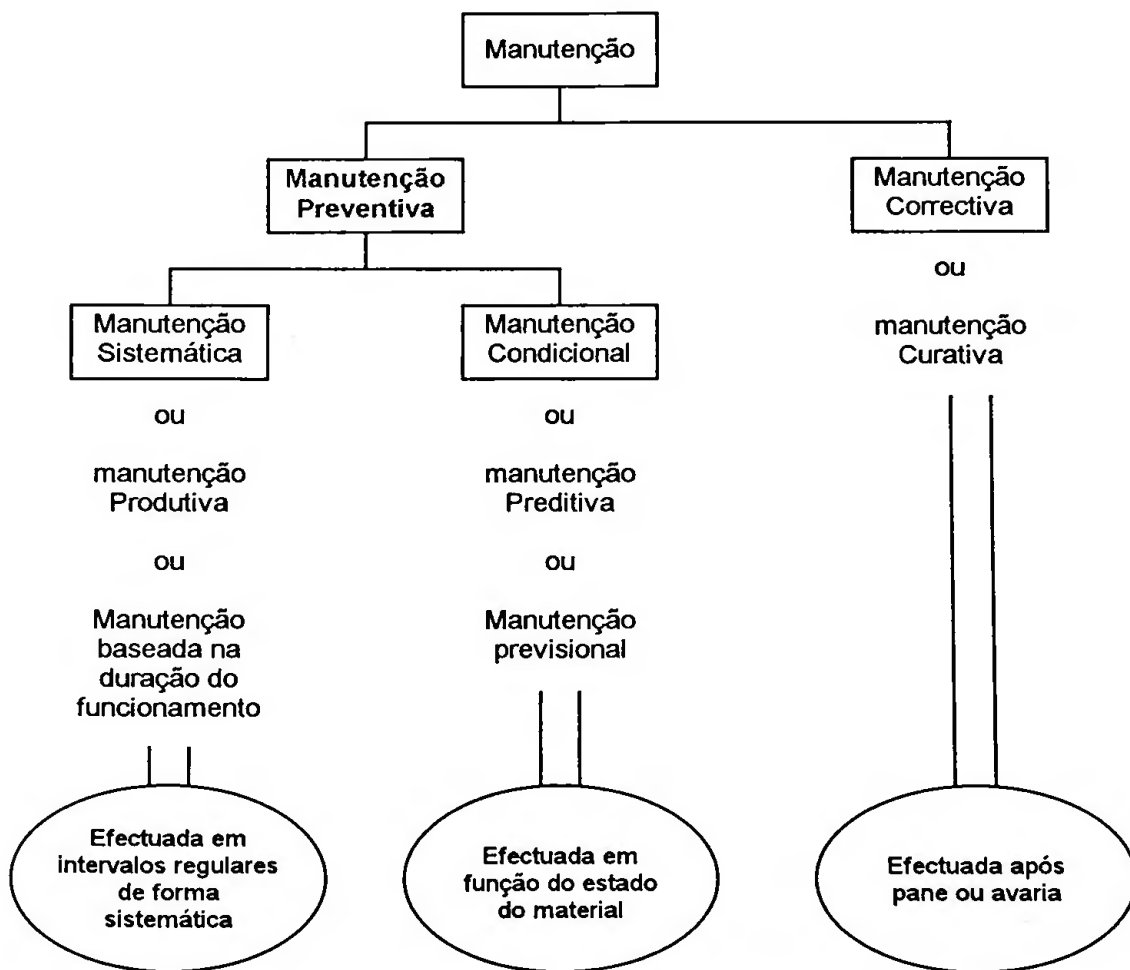 Manutenção
Manutenção
Preventiva
Manutenção
Correctiva
ou
manutenção
Curativa
Manutenção
Sistemática
ou
manutenção
Produtiva
ou
Manutenção
baseada na
duração do
funcionamento
Manutenção
Condicional
ou
manutenção
Preditiva
ou
Manutenção
previsional
Efectuada em
intervalos regulares
de forma
sistemática
Efectuada em
função do estado
do material
Efectuada após
pane ou avaria